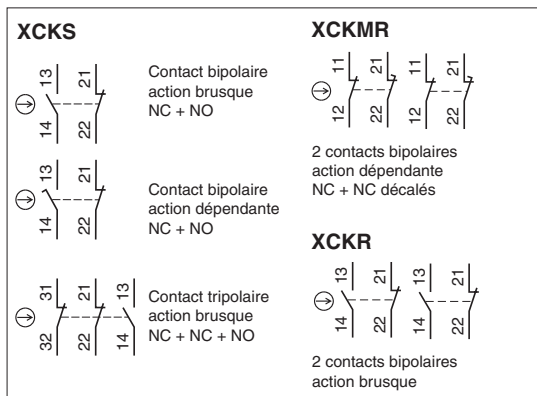 XCKS
13 21
14 22
Contact bipolaire
action brusque
NC + NO
13 21
14 22
Contact bipolaire
action dépendante
NC + NO
31 21 13
32 22 14
Contact tripolaire
action brusque
NC + NC + NO
XCKMR
11 21 11 21
12 22 12 22
2 contacts bipolaires
action dépendante
NC + NC décalés
XCKR
13 21 13 21
14 22 14 22
2 contacts bipolaires
action brusque